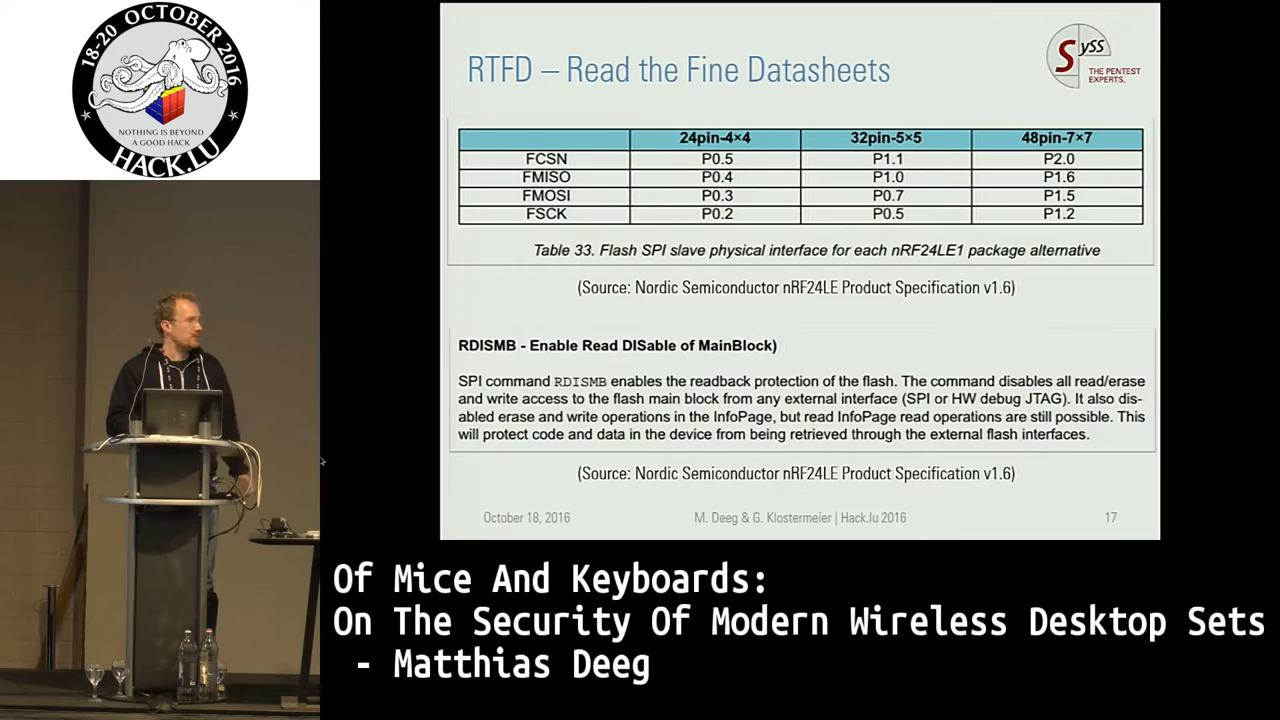 18-20 OCTOBER 2016
NOTHING IS BEYOND
A GOOD HACK
HACK.LU
RTFD – Read the Fine Datasheets
SySS
THE PENTEST
EXPERTS.
24pin-4×4 32pin-5×5 48pin-7×7
FCSN P0.5 P1.1 P2.0
FMISO P0.4 P1.0 P1.6
FMOSI P0.3 P0.7 P1.5
FSCK P0.2 P0.5 P1.2
Table 33. Flash SPI slave physical interface for each nRF24LE1 package alternative
(Source: Nordic Semiconductor nRF24LE Product Specification v1.6)
RDISMB - Enable Read DISable of MainBlock)
SPI command RDISMB enables the readback protection of the flash. The command disables all read/erase
and write access to the flash main block from any external interface (SPI or HW debug JTAG). It also dis-
abled erase and write operations in the InfoPage, but read InfoPage read operations are still possible. This
will protect code and data in the device from being retrieved through the external flash interfaces.
(Source: Nordic Semiconductor nRF24LE Product Specification v1.6)
October 18, 2016 M. Deeg & G. Klostermeier | Hack.lu 2016 17
Of Mice And Keyboards:
On The Security Of Modern Wireless Desktop Sets
- Matthias Deeg